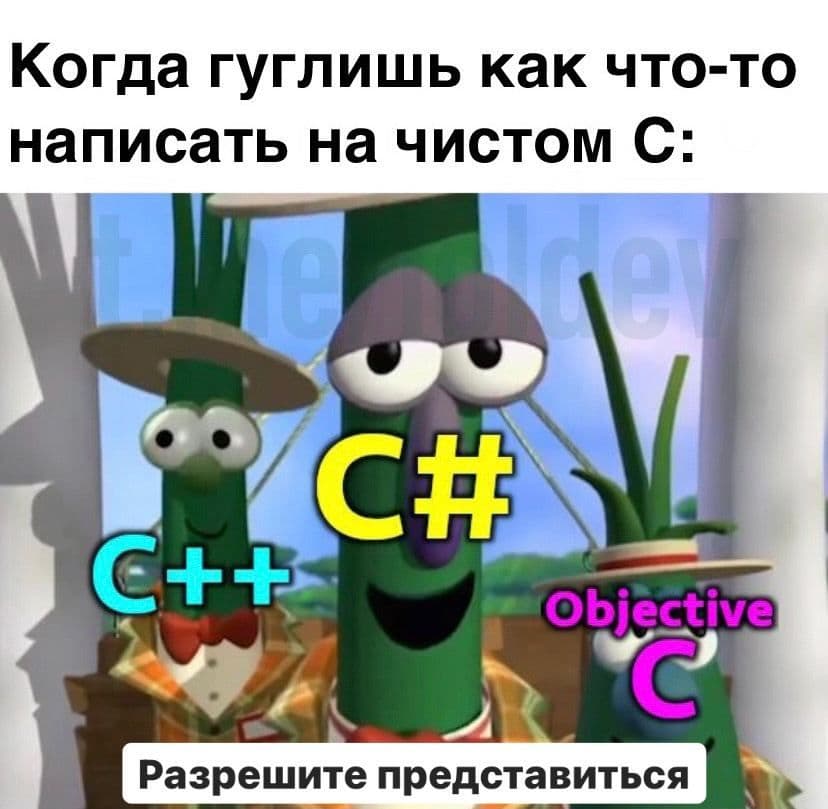 Когда гуглишь как что-то
написать на чистом С:
C#
C++
Objective
C
Разрешите представиться